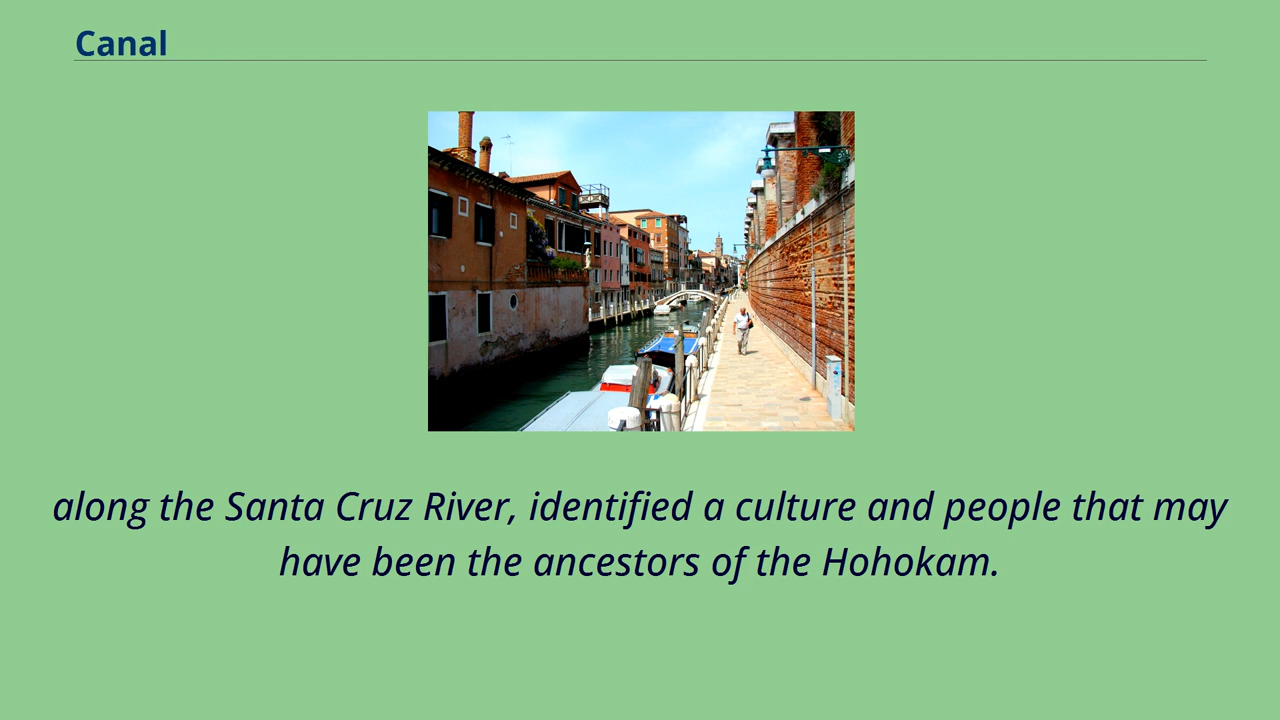 Canal
along the Santa Cruz River, identified a culture and people that may
have been the ancestors of the Hohokam.